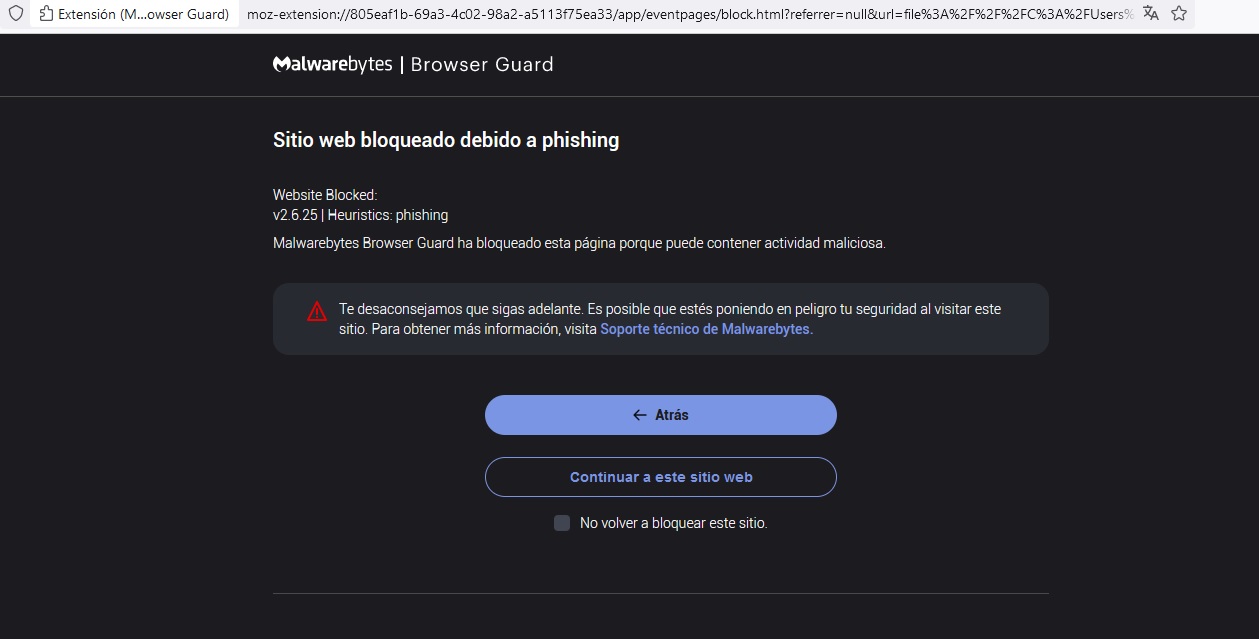 Extensión (M...owser Guard)
moz-extension://805eaf1b-69a3-4c02-98a2-a5113f75ea33/app/eventpages/block.html?referrer=null&url=file%3A%2F%2F%2FC%3A%2FUsers%
Malwarebytes | Browser Guard
Sitio web bloqueado debido a phishing
Website Blocked:
v2.6.25 | Heuristics: phishing
Malwarebytes Browser Guard ha bloqueado esta página porque puede contener actividad maliciosa.
Te desaconsejamos que sigas adelante. Es posible que estés poniendo en peligro tu seguridad al visitar este
sitio. Para obtener más información, visita Soporte técnico de Malwarebytes.
← Atrás
Continuar a este sitio web
No volver a bloquear este sitio.